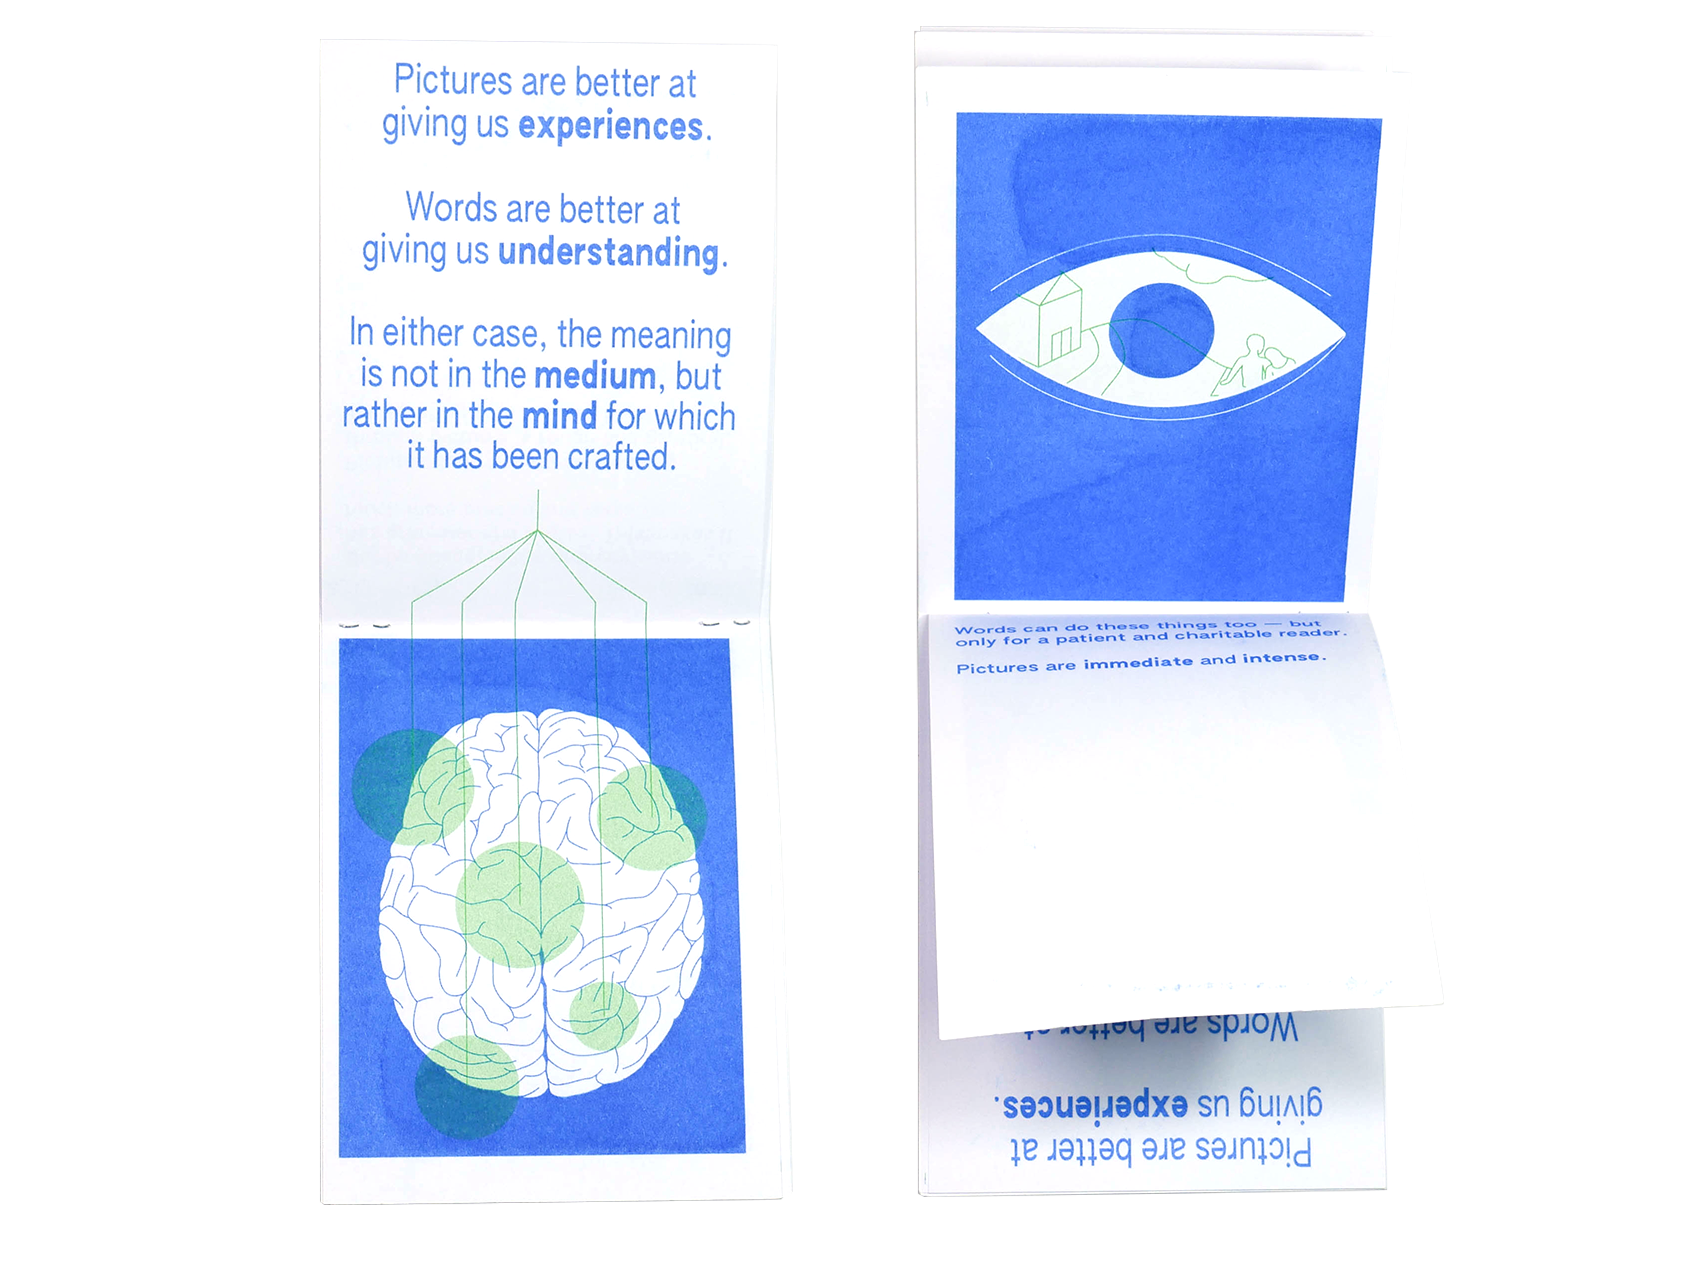 Pictures are better at
giving us experiences.
Words are better at
giving us understanding.
In either case, the meaning
is not in the medium, but
rather in the mind for which
it has been crafted.
Words can do these things too — but
only for a patient and charitable reader.
Pictures are immediate and intense.
Words are better at
giving us experiences.
Pictures are better at